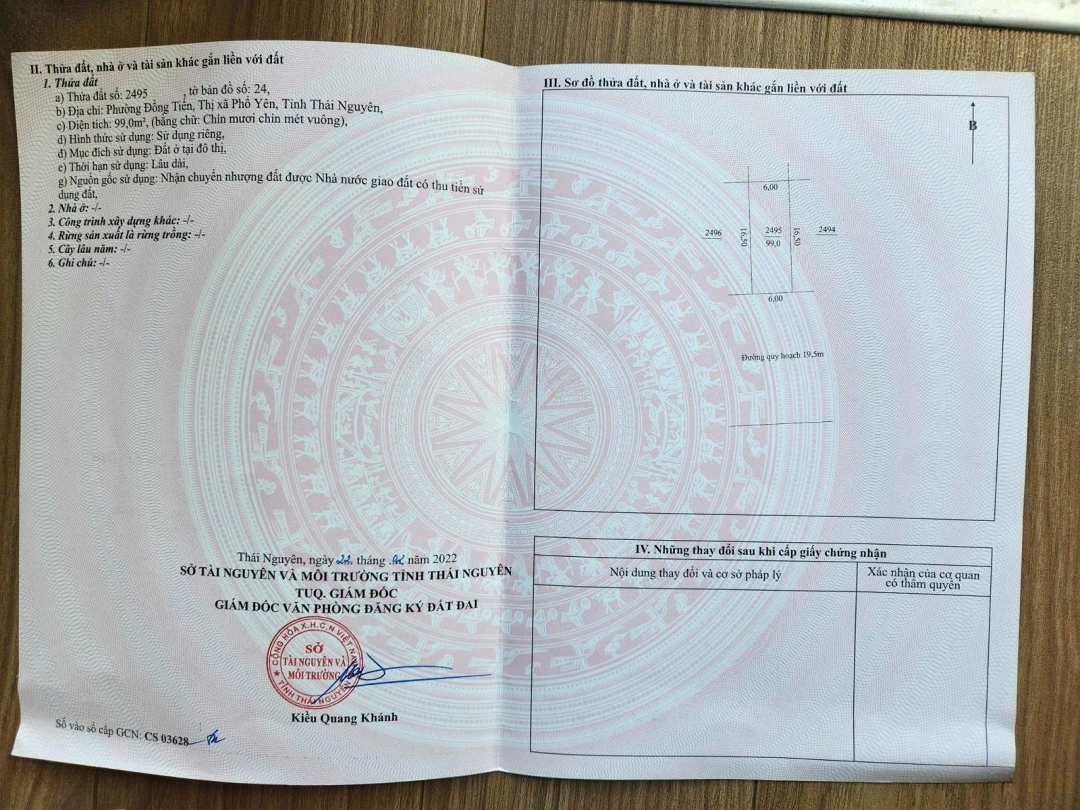 II. Thửa đất, nhà ở và tài sản khác gắn liền với đất
1. Thửa đất
a) Thửa đất số: 2495 , tờ bản đồ số: 24,
b) Địa chỉ: Phường Đồng Tiến, Thị xã Phổ Yên, Tỉnh Thái Nguyên,
c) Diện tích: 99,0m², (bằng chữ: Chín mươi chín mét vuông),
d) Hình thức sử dụng: Sử dụng riêng,
đ) Mục đích sử dụng: Đất ở tại đô thị,
e) Thời hạn sử dụng: Lâu dài,
g) Nguồn gốc sử dụng: Nhận chuyển nhượng đất được Nhà nước giao đất có thu tiền sử
dụng đất,
2. Nhà ở: -/-
3. Công trình xây dựng khác: -/-
4. Rừng sản xuất là rừng trồng: -/-
5. Cây lâu năm: -/-
6. Ghi chú: -/-
Thái Nguyên, ngày 22 tháng năm 2022
SỞ TÀI NGUYÊN VÀ MÔI TRƯỜNG TỈNH THÁI NGUYÊN
TUQ. GIÁM ĐỐC
GIÁM ĐỐC VĂN PHÒNG ĐĂNG KÝ ĐẤT ĐAI
CỘNG HÒA X.H.C.N VIỆT NAM
SỞ
TÀI NGUYÊN VÀ
MÔI TRƯỜNG
TỈNH THÁI NGUYÊN
Kiều Quang Khánh
Số vào sổ cấp GCN: CS 03628
III. Sơ đồ thửa đất, nhà ở và tài sản khác gắn liền với đất
B
6,00
2496
16,50
2495
99,0
16,50
2494
6,00
Đường quy hoạch 19,5m
IV. Những thay đổi sau khi cấp giấy chứng nhận
Nội dung thay đổi và cơ sở pháp lý
Xác nhận của cơ quan
có thẩm quyền